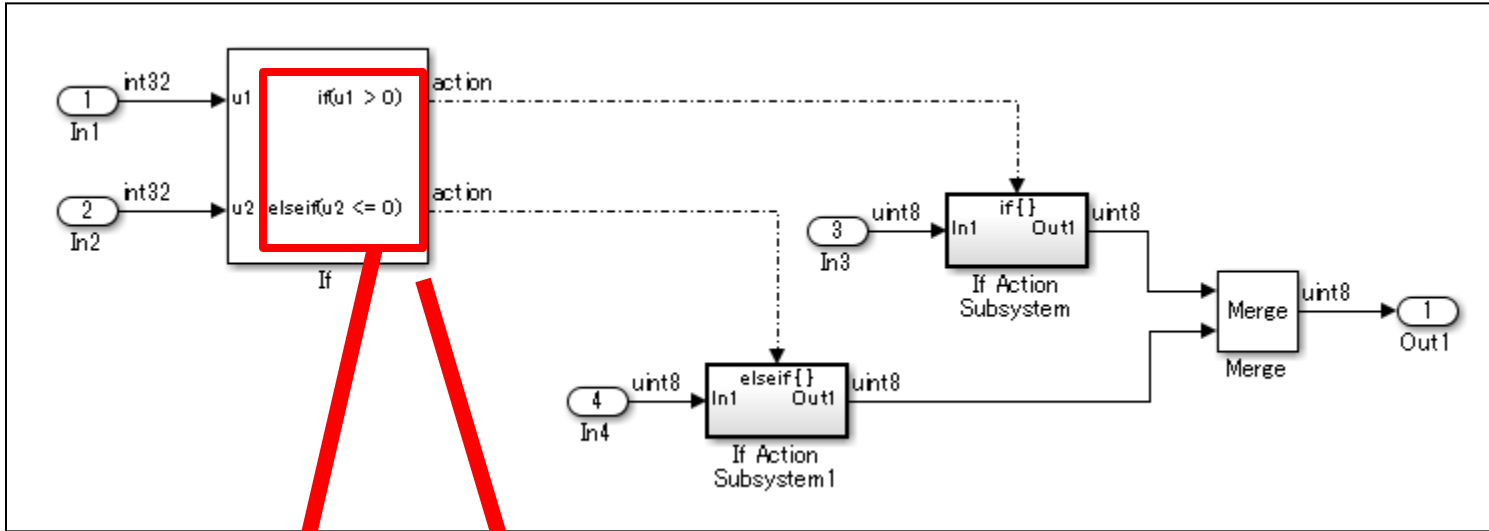 int32
1
In1
u1
if(u1 > 0)
action
int32
2
In2
u2
elseif(u2 <= 0)
action
If
uint8
3
In3
if{}
In1
Out1
uint8
If Action
Subsystem
Merge
Merge
uint8
1
Out1
uint8
4
In4
elseif{}
In1
Out1
uint8
If Action
Subsystem1